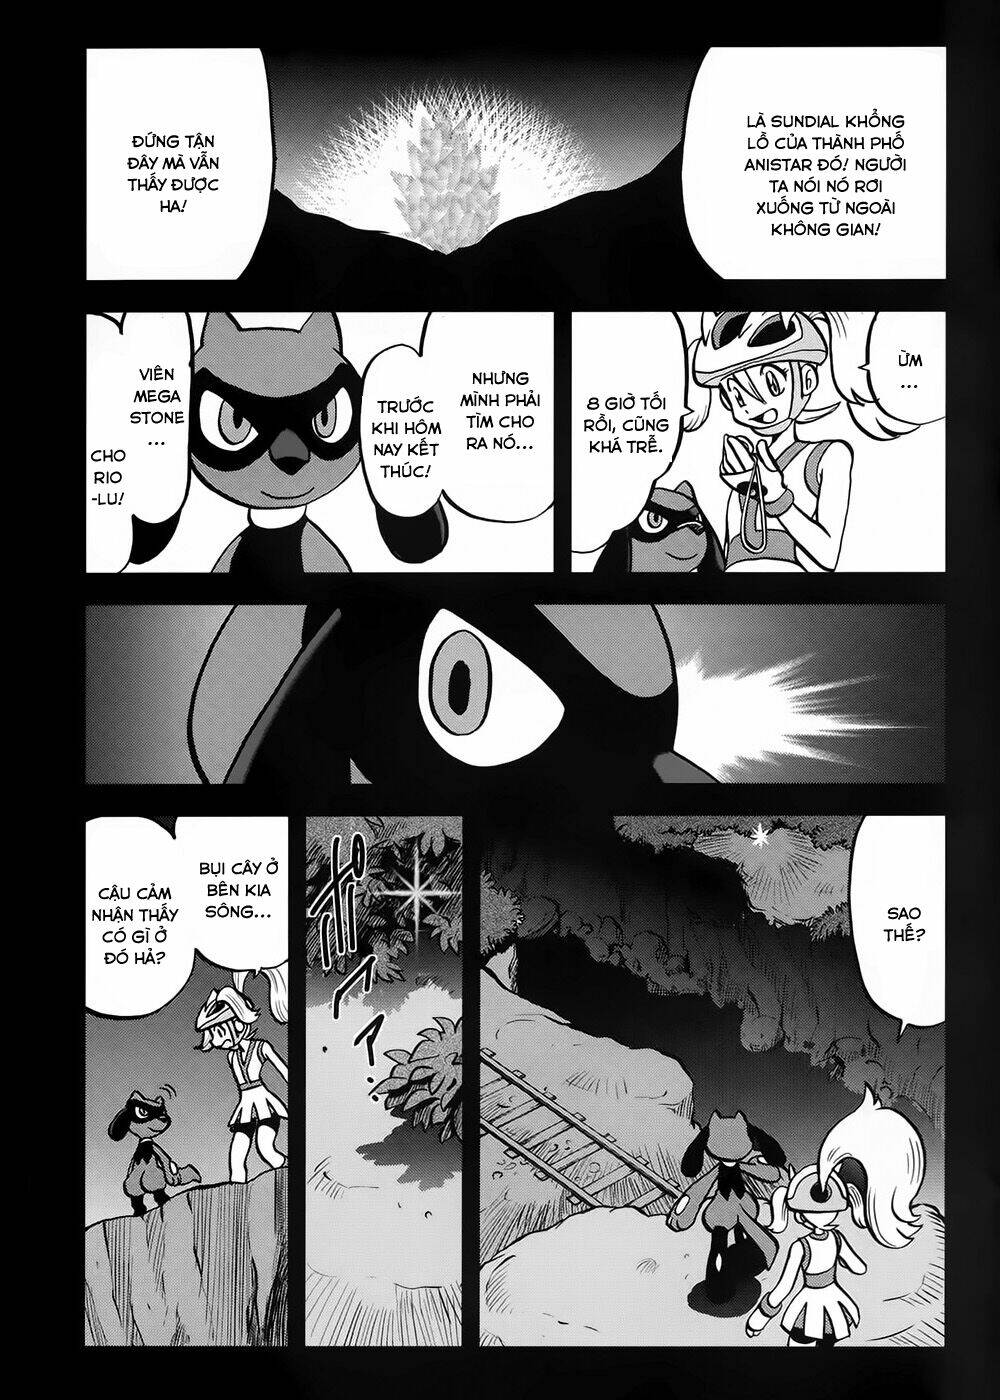 LÀ SUNDIAL KHỔNG
LỒ CỦA THÀNH PHỐ
ANISTAR ĐÓ! NGƯỜI
TA NÓI NÓ RƠI
XUỐNG TỪ NGOÀI
KHÔNG GIAN!
ĐỨNG TẬN
ĐÂY MÀ VẪN
THẤY ĐƯỢC
HA!
ỪM
...
8 GIỜ TỐI
RỒI, CŨNG
KHÁ TRỄ.
NHƯNG
MÌNH PHẢI
TÌM CHO
RA NÓ...
TRƯỚC
KHI HÔM
NAY KẾT
THÚC!
VIÊN
MEGA
STONE
...
CHO
RIO
-LU!
SAO
THẾ?
BỤI CÂY Ở
BÊN KIA
SÔNG...
CẬU CẢM
NHẬN THẤY
CÓ GÌ Ở
ĐÓ HẢ?